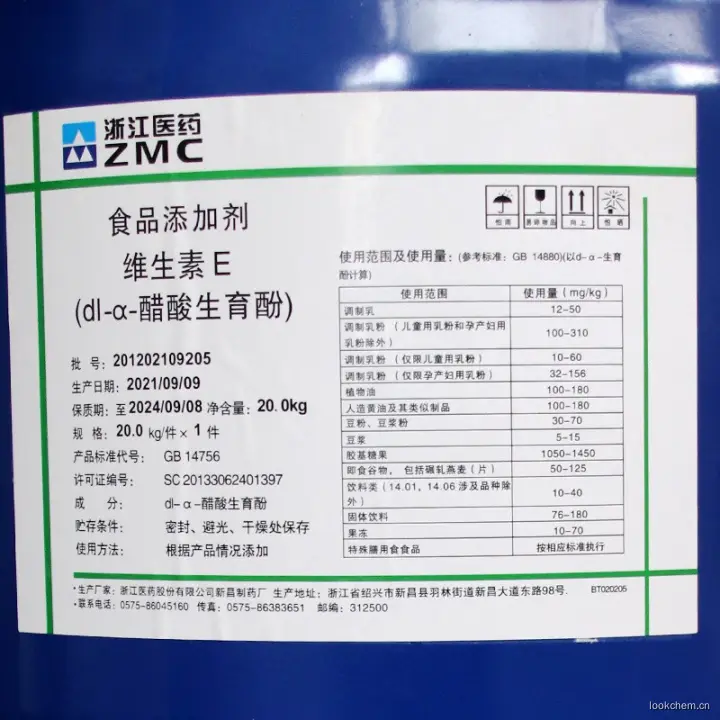 浙江医药
ZMC
食品添加剂
维生素E
(dl-α-醋酸生育酚)
批 号：201202109205
生产日期：2021/09/09
保质期：至2024/09/08 净含量：20.0kg
规 格：20.0 kg/件 × 1 件
产品标准代号： GB 14756
许可证编号： SC20133062401397
成 分： dl-α-醋酸生育酚
贮存条件： 密封、避光、干燥处保存
使用方法： 根据产品情况添加
向上
使用范围及使用量：(参考标准：GB 14880)(以d-α-生育
酚计算)
使用范围 使用量（mg/kg）
调制乳 12-50
调制乳粉（儿童用乳粉和孕产妇用
乳粉除外） 100-310
调制乳粉（仅限儿童用乳粉） 10-60
调制乳粉（仅限孕产妇用乳粉） 32-156
植物油 100-180
人造黄油及其类似制品 100-180
豆粉、豆浆粉 30-70
豆浆 5-15
胶基糖果 1050-1450
即食谷物，包括碾轧燕麦（片） 50-125
饮料类（14.01，14.06涉及品种除
外） 10-40
固体饮料 76-180
果冻 10-70
特殊膳用食食品 按相应标准执行
•生产厂家：浙江医药股份有限公司新昌制药厂 生产地址：浙江省绍兴市新昌县羽林街道新昌大道东路98号. BT020205
•联系电话：0575-86045160 传真：0575-86383651 邮编：312500
lookchem.cn